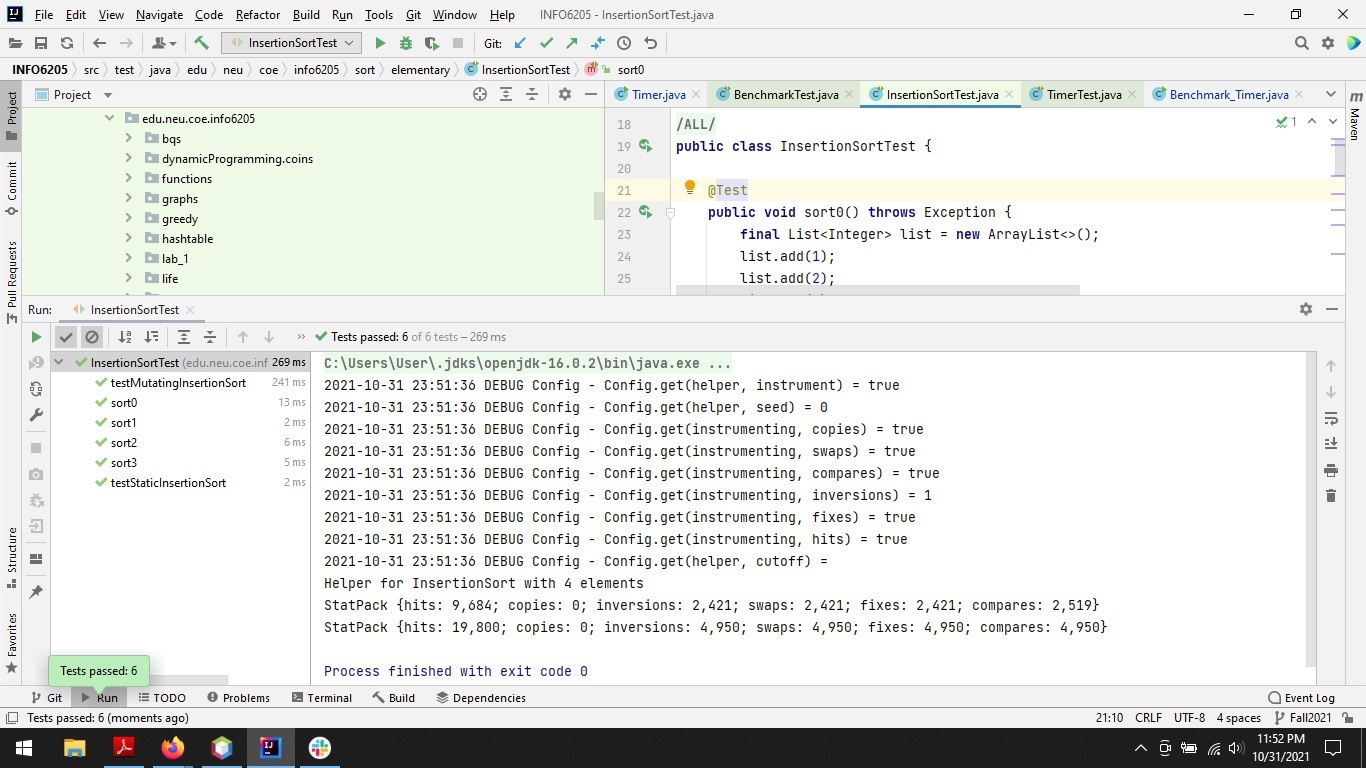 File Edit View Navigate Code Refactor Build Run Tools Git Window Help INFO6205 - InsertionSortTest.java
InsertionSortTest Git:
INFO6205 src test java edu neu coe info6205 sort elementary InsertionSortTest m sort0
Project
Timer.java BenchmarkTest.java InsertionSortTest.java TimerTest.java Benchmark_Timer.java
edu.neu.coe.info6205
bqs
dynamicProgramming.coins
functions
graphs
greedy
hashtable
lab_1
life
18 /ALL/
1
19 public class InsertionSortTest {
20
21 @Test
22 public void sort0() throws Exception {
23 final List<Integer> list = new ArrayList<>();
24 list.add(1);
25 list.add(2);
Project
Commit
Pull Requests
Structure
Favorites
m Maven
Run: InsertionSortTest
Tests passed: 6 of 6 tests – 269 ms
InsertionSortTest (edu.neu.coe.inf 269 ms
testMutatingInsertionSort 241 ms
sort0 13 ms
sort1 2 ms
sort2 6 ms
sort3 5 ms
testStaticInsertionSort 2 ms
C:\Users\User\.jdks\openjdk-16.0.2\bin\java.exe ...
2021-10-31 23:51:36 DEBUG Config - Config.get(helper, instrument) = true
2021-10-31 23:51:36 DEBUG Config - Config.get(helper, seed) = 0
2021-10-31 23:51:36 DEBUG Config - Config.get(instrumenting, copies) = true
2021-10-31 23:51:36 DEBUG Config - Config.get(instrumenting, swaps) = true
2021-10-31 23:51:36 DEBUG Config - Config.get(instrumenting, compares) = true
2021-10-31 23:51:36 DEBUG Config - Config.get(instrumenting, inversions) = 1
2021-10-31 23:51:36 DEBUG Config - Config.get(instrumenting, fixes) = true
2021-10-31 23:51:36 DEBUG Config - Config.get(instrumenting, hits) = true
2021-10-31 23:51:36 DEBUG Config - Config.get(helper, cutoff) =
Helper for InsertionSort with 4 elements
StatPack {hits: 9,684; copies: 0; inversions: 2,421; swaps: 2,421; fixes: 2,421; compares: 2,519}
StatPack {hits: 19,800; copies: 0; inversions: 4,950; swaps: 4,950; fixes: 4,950; compares: 4,950}
Process finished with exit code 0
Tests passed: 6
Git Run TODO Problems Terminal Build Dependencies Event Log
Tests passed: 6 (moments ago) 21:10 CRLF UTF-8 4 spaces Fall2021
11:52 PM
10/31/2021